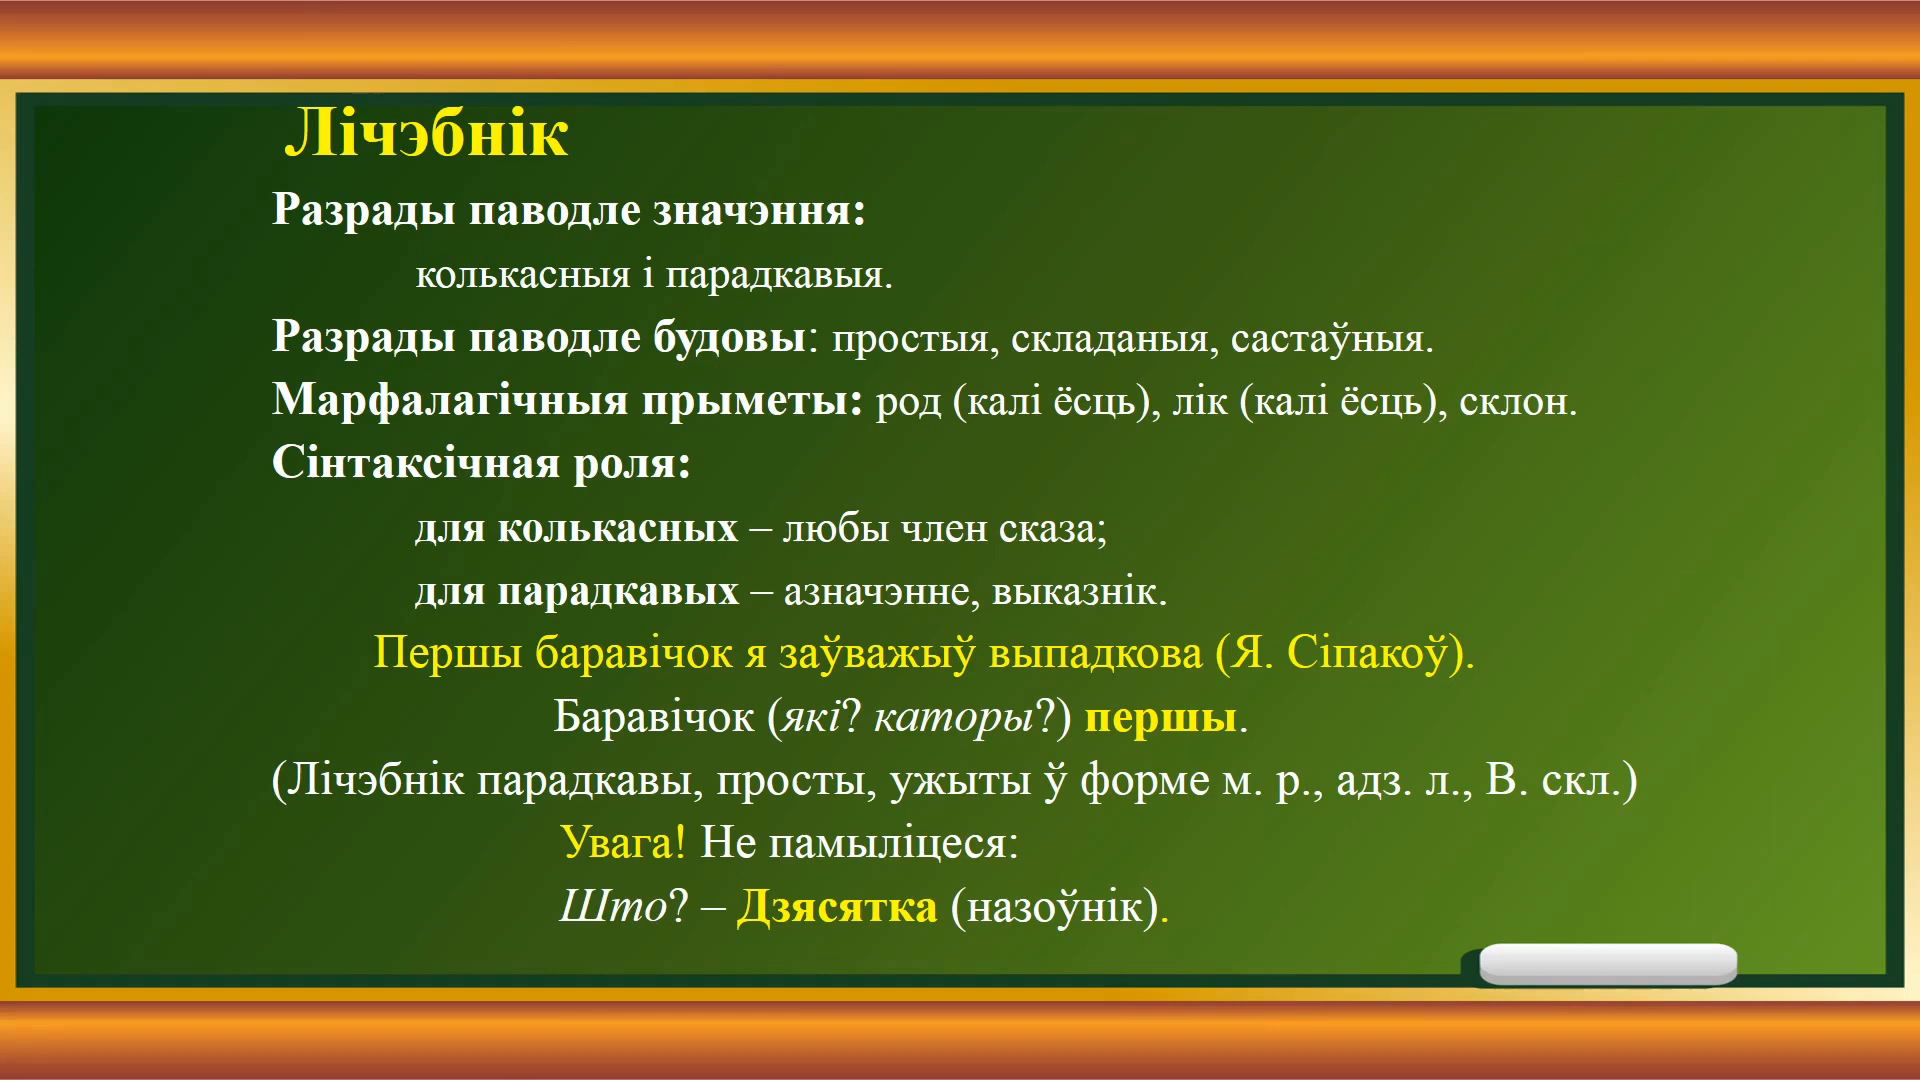 Лічэбнік
Разрады паводле значэння:
колькасныя і парадкавыя.
Разрады паводле будовы: простыя, складаныя, састаўныя.
Марфалагічныя прыметы: род (калі ёсць), лік (калі ёсць), склон.
Сінтаксічная роля:
для колькасных – любы член сказа;
для парадкавых – азначэнне, выказнік.
Першы баравічок я заўважыў выпадкова (Я. Сіпакоў).
Баравічок (які? каторы?) першы.
(Лічэбнік парадкавы, просты, ужыты ў форме м. р., адз. л., В. скл.)
Увага! Не памыліцеся:
Што? – Дзясятка (назоўнік).